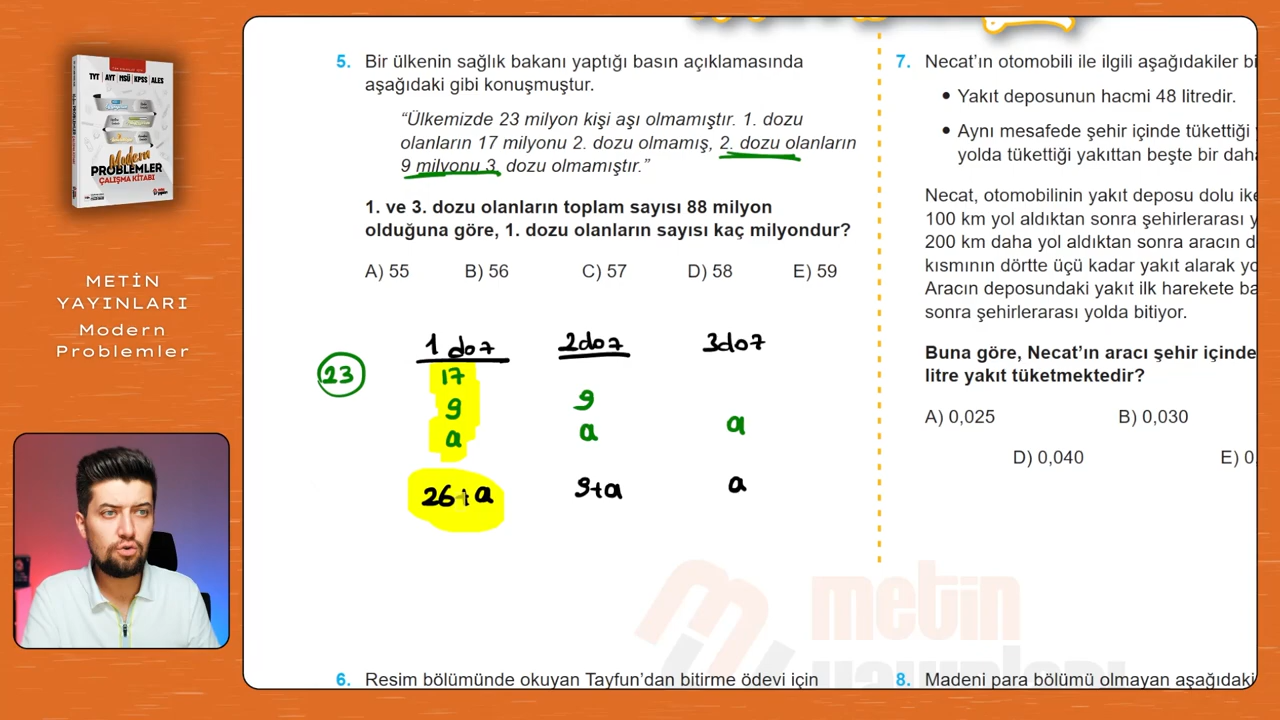 TYT | AYT | MSÜ | KPSS | ALES
Modern
PROBLEMLER
ÇALIŞMA KİTABI
METİN
YAYINLARI
Modern
Problemler
5. Bir ülkenin sağlık bakanı yaptığı basın açıklamasında
aşağıdaki gibi konuşmuştur.
“Ülkemizde 23 milyon kişi aşı olmamıştır. 1. dozu
olanların 17 milyonu 2. dozu olmamış, 2. dozu olanların
9 milyonu 3. dozu olmamıştır.”
1. ve 3. dozu olanların toplam sayısı 88 milyon
olduğuna göre, 1. dozu olanların sayısı kaç milyondur?
A) 55 B) 56 C) 57 D) 58 E) 59
1 doz 2doz 3doz
23 17
9 9
a a a
26+a 9+a a
6. Resim bölümünde okuyan Tayfun’dan bitirme ödevi için
7. Necat’ın otomobili ile ilgili aşağıdakiler bi
• Yakıt deposunun hacmi 48 litredir.
• Aynı mesafede şehir içinde tükettiği
yolda tükettiği yakıttan beşte bir daha
Necat, otomobilinin yakıt deposu dolu ike
100 km yol aldıktan sonra şehirlerarası y
200 km daha yol aldıktan sonra aracın d
kısmının dörtte üçü kadar yakıt alarak yo
Aracın deposundaki yakıt ilk harekete ba
sonra şehirlerarası yolda bitiyor.
Buna göre, Necat’ın aracı şehir içinde
litre yakıt tüketmektedir?
A) 0,025 B) 0,030
D) 0,040 E) 0,
metin
yayınları
8. Madeni para bölümü olmayan aşağıdaki